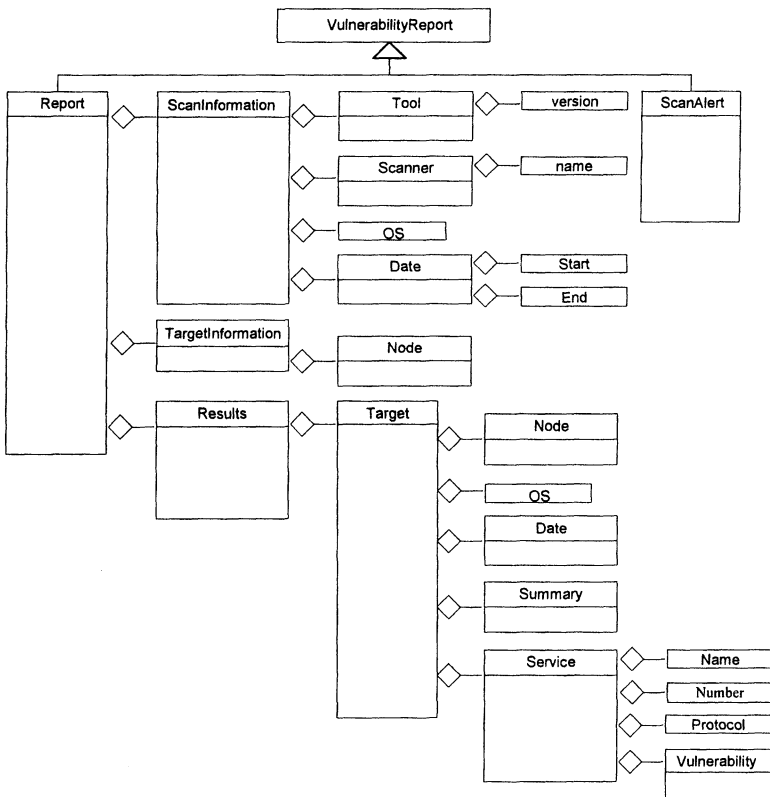 VulnerabilityReport
Report
ScanInformation
Tool
version
ScanAlert
Scanner
name
OS
Date
Start
End
TargetInformation
Node
Results
Target
Node
OS
Date
Summary
Service
Name
Number
Protocol
Vulnerability